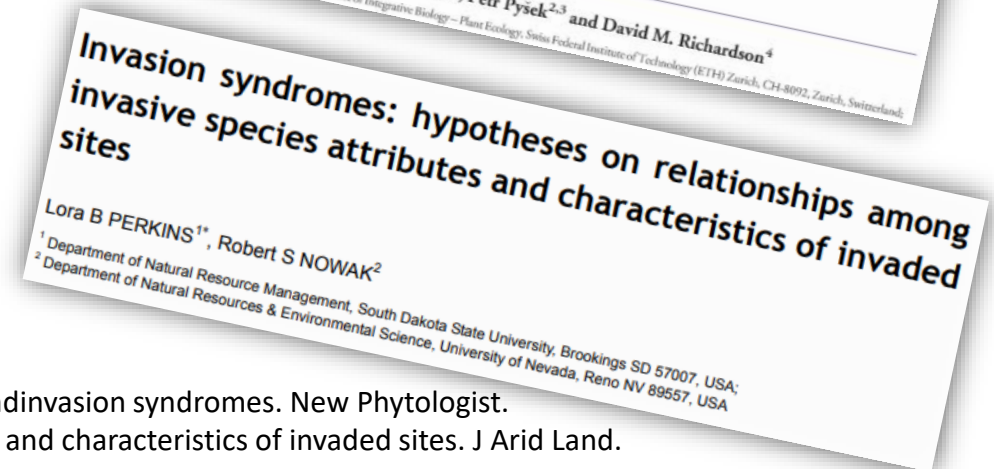 Pyšek2,3 and David M. Richardson4
of Integrative Biology – Plant Ecology, Swiss Federal Institute of Technology (ETH) Zurich, CH-8092, Zurich, Switzerland;
Invasion syndromes: hypotheses on relationships among
invasive species attributes and characteristics of invaded
sites
Lora B PERKINS1*, Robert S NOWAK2
1 Department of Natural Resource Management, South Dakota State University, Brookings SD 57007, USA;
2 Department of Natural Resources & Environmental Science, University of Nevada, Reno NV 89557, USA
ndinvasion syndromes. New Phytologist.
and characteristics of invaded sites. J Arid Land.